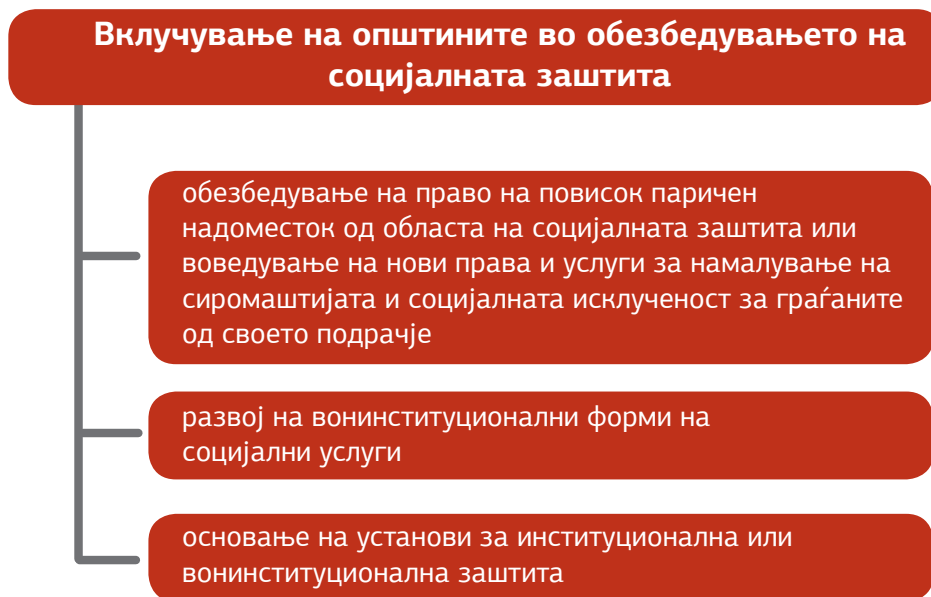 Вклучување на општините во обезбедувањето на
социјалната заштита
обезбедување на право на повисок паричен
надоместок од областа на социјалната заштита или
воведување на нови права и услуги за намалување на
сиромаштијата и социјалната исклученост за граѓаните
од своето подрачје
развој на вонинституционални форми на
социјални услуги
основање на установи за институционална или
вонинституционална заштита